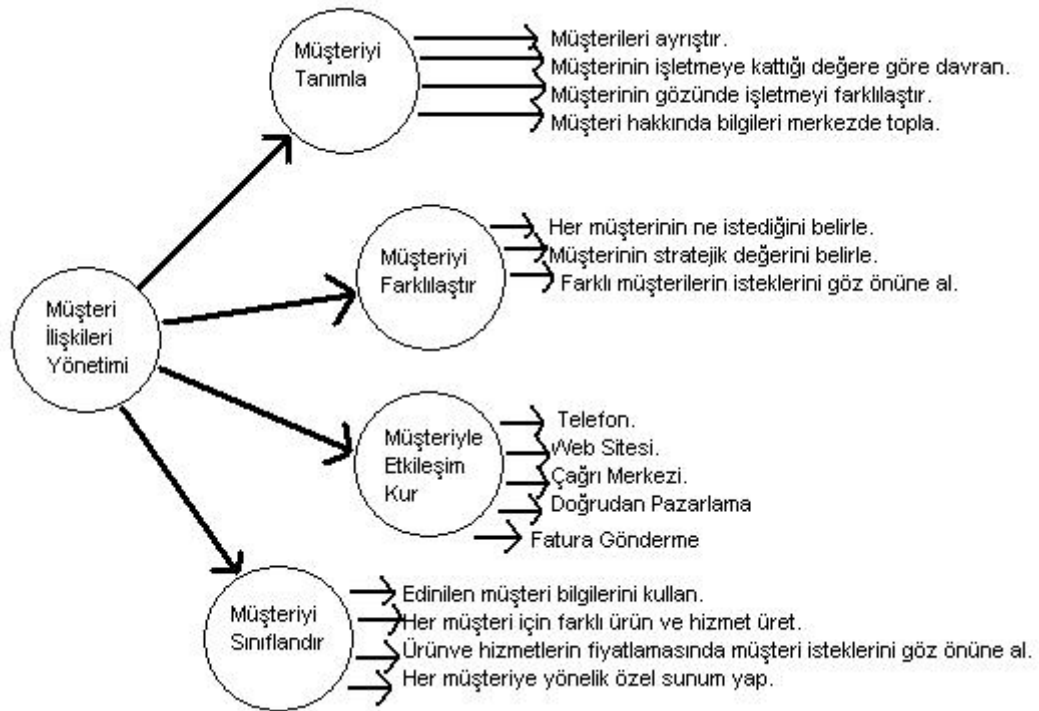 Müşteriyi
Tanımla
Müşterileri ayrıştır.
Müşterinin işletmeye kattığı değere göre davran.
Müşterinin gözünde işletmeyi farklılaştır.
Müşteri hakkında bilgileri merkezde topla.
Müşteriyi
Farklılaştır
Her müşterinin ne istediğini belirle.
Müşterinin stratejik değerini belirle.
Farklı müşterilerin isteklerini göz önüne al.
Müşteri
İlişkileri
Yönetimi
Müşteriyle
Etkileşim
Kur
Telefon.
Web Sitesi.
Çağrı Merkezi.
Doğrudan Pazarlama
Fatura Gönderme
Müşteriyi
Sınıflandır
Edinilen müşteri bilgilerini kullan.
Her müşteri için farklı ürün ve hizmet üret.
Ürünve hizmetlerin fiyatlamasında müşteri isteklerini göz önüne al.
Her müşteriye yönelik özel sunum yap.